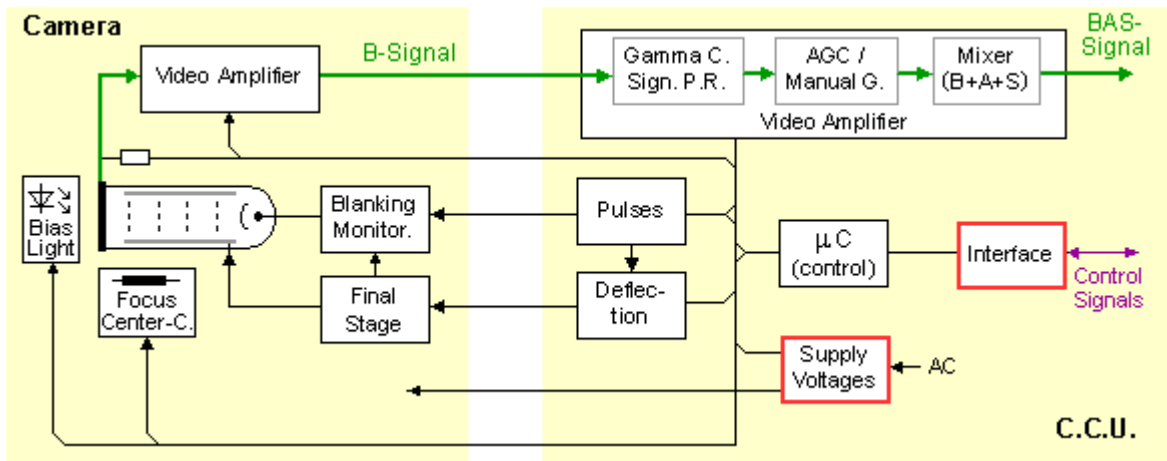 Camera
Video Amplifier
B-Signal
Gamma C.
Sign. P.R.
AGC /
Manual G.
Mixer
(B+A+S)
Video Amplifier
BAS-
Signal
Bias
Light
Blanking
Monitor.
Pulses
µC
(control)
Interface
Control
Signals
Focus
Center-C.
Final
Stage
Deflec-
tion
Supply
Voltages
AC
C.C.U.